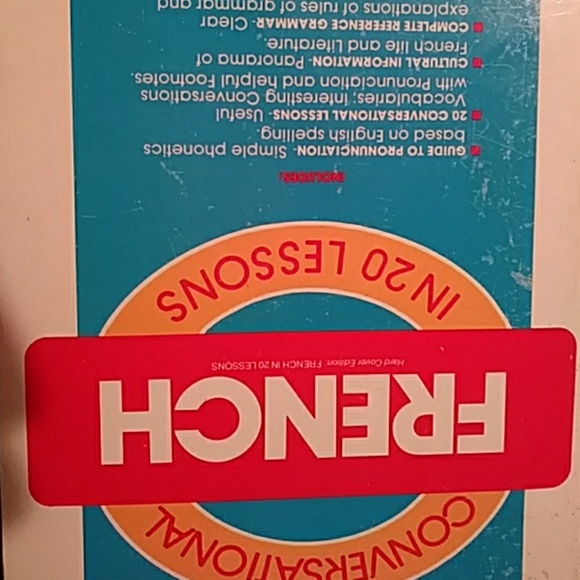 CONVERSATIONAL
FRENCH
Hard Cover Edition: FRENCH IN 20 LESSONS
IN 20 LESSONS
INCLUDES:
GUIDE TO PRONUNCIATION- Simple phonetics
based on English spelling.
20 CONVERSATIONAL LESSONS- Useful
Vocabularies; Interesting Conversations
with Pronunciation and helpful Footnotes.
CULTURAL INFORMATION- Panorama of
French life and Literature.
COMPLETE REFERENCE GRAMMAR- Clear
explanations of rules of grammar and